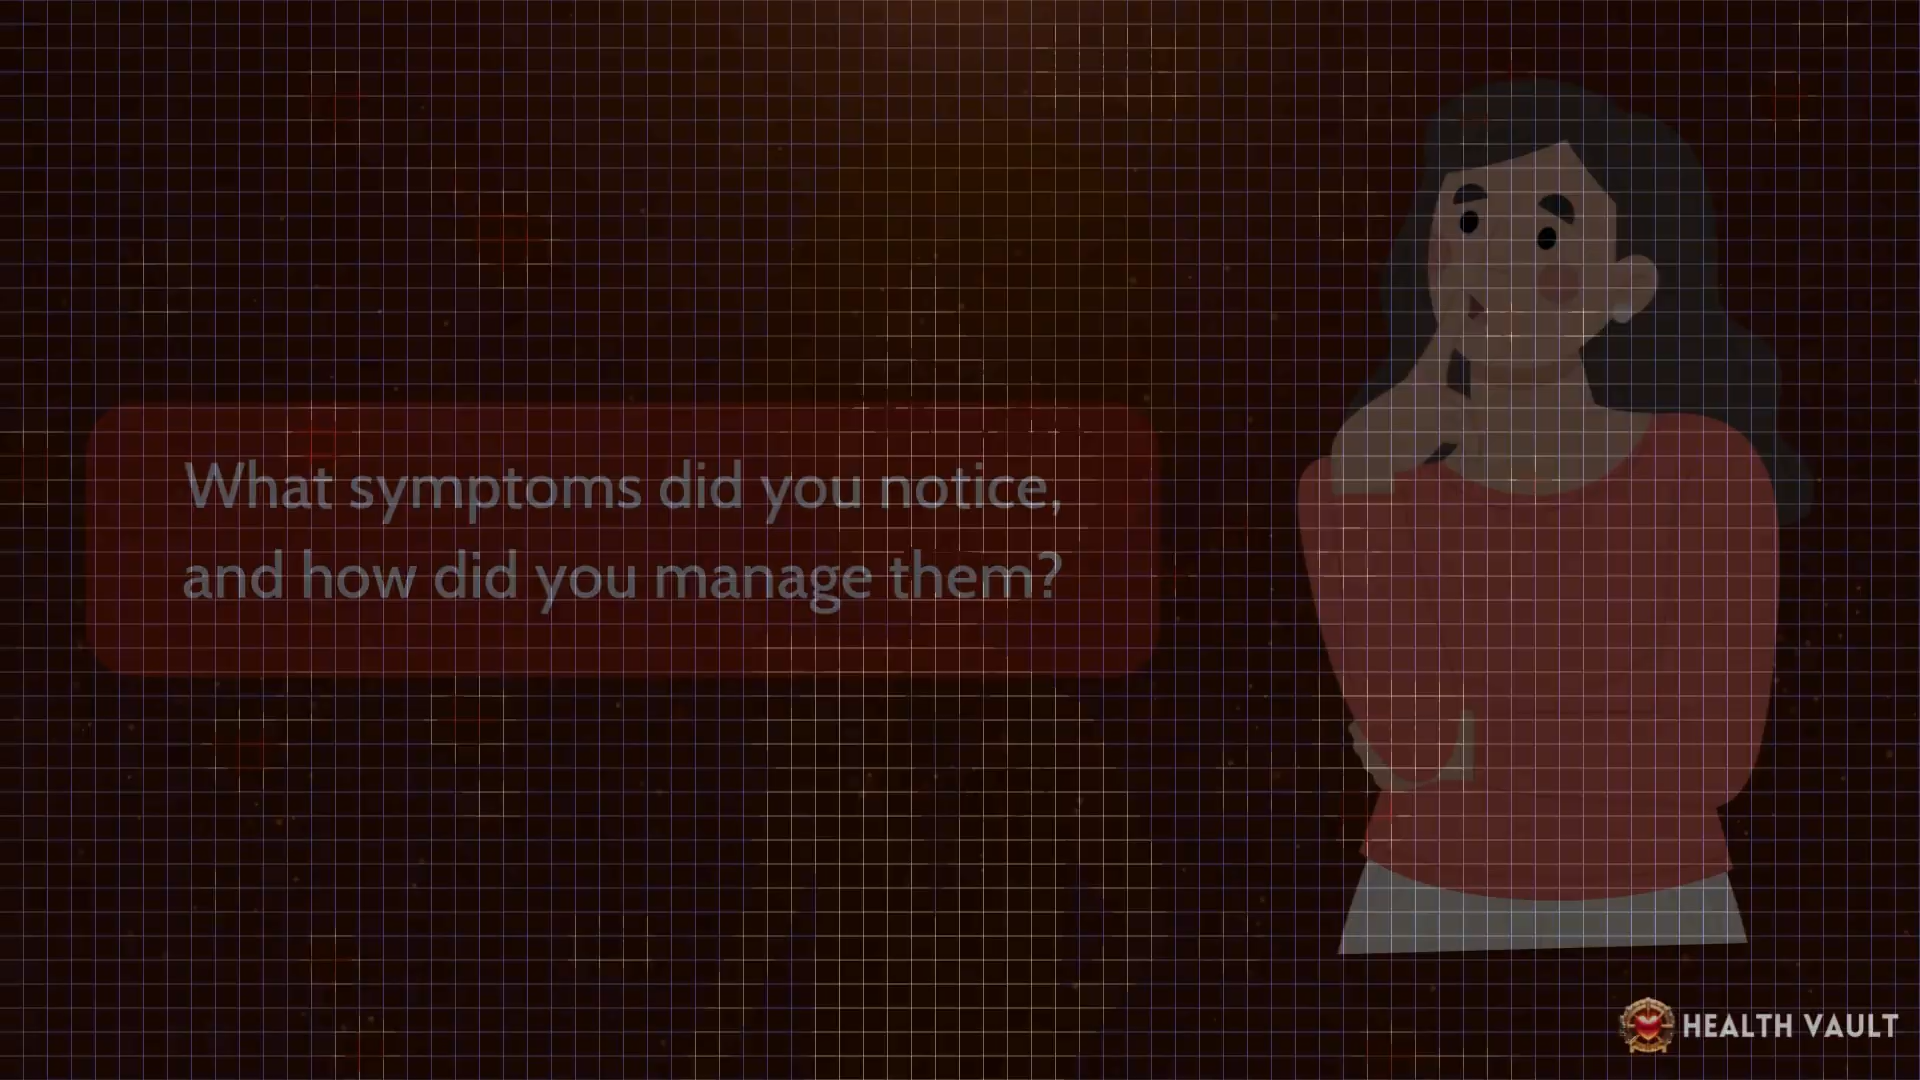 What symptoms did you notice,
and how did you manage them?
HEALTH VAULT